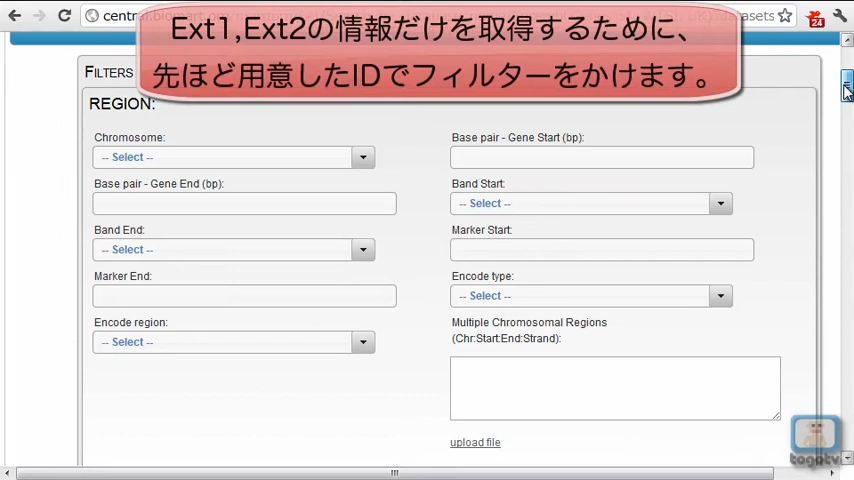 Ext1,Ext2の情報だけを取得するために、
先ほど用意したIDでフィルターをかけます。
24
FILTERS
REGION:
Chromosome:
-- Select --
Base pair - Gene Start (bp):
Base pair - Gene End (bp):
Band Start:
-- Select --
Band End:
-- Select --
Marker Start:
Marker End:
Encode type:
-- Select --
Encode region:
-- Select --
Multiple Chromosomal Regions
(Chr:Start:End:Strand):
upload file
togotv